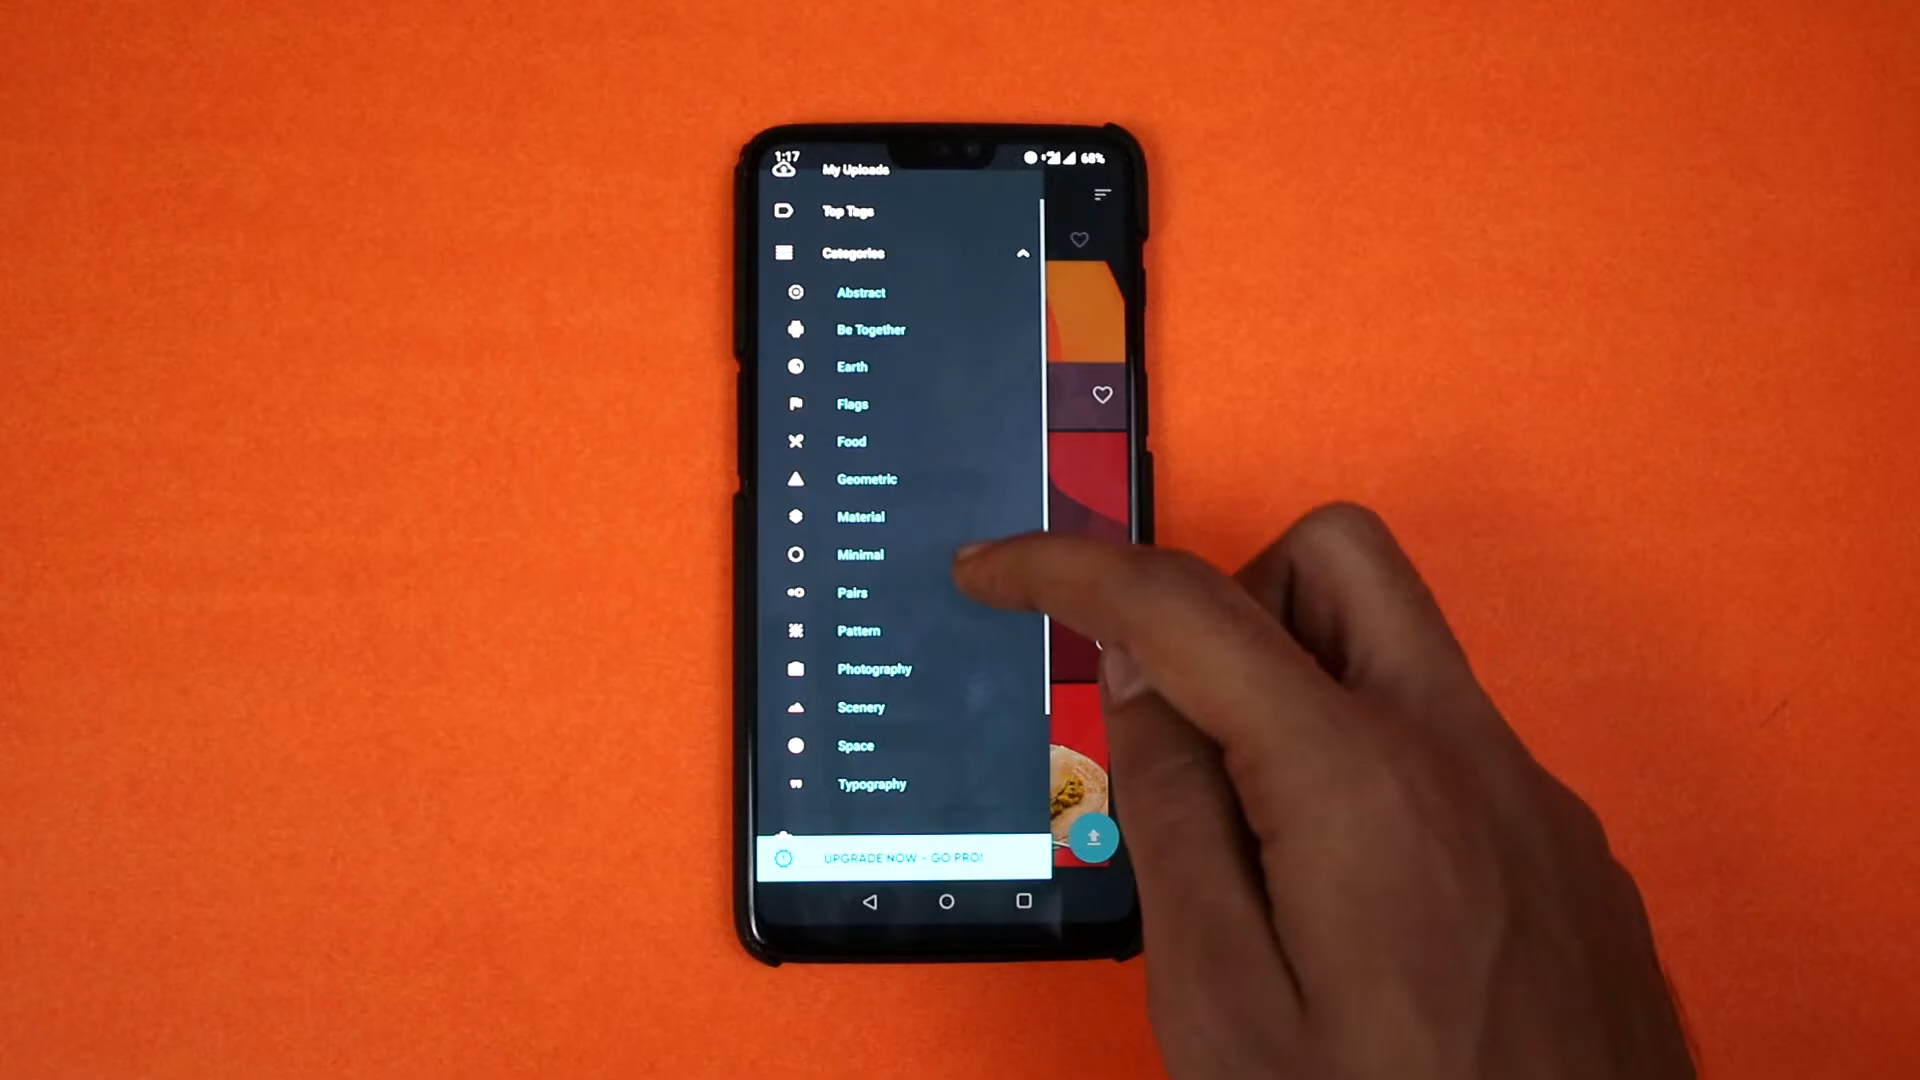 1:17
68%
My Uploads
Top Tags
Categories
Abstract
Be Together
Earth
Flags
Food
Geometric
Material
Minimal
Pairs
Pattern
Photography
Scenery
Space
Typography
UPGRADE NOW - GO PRO!